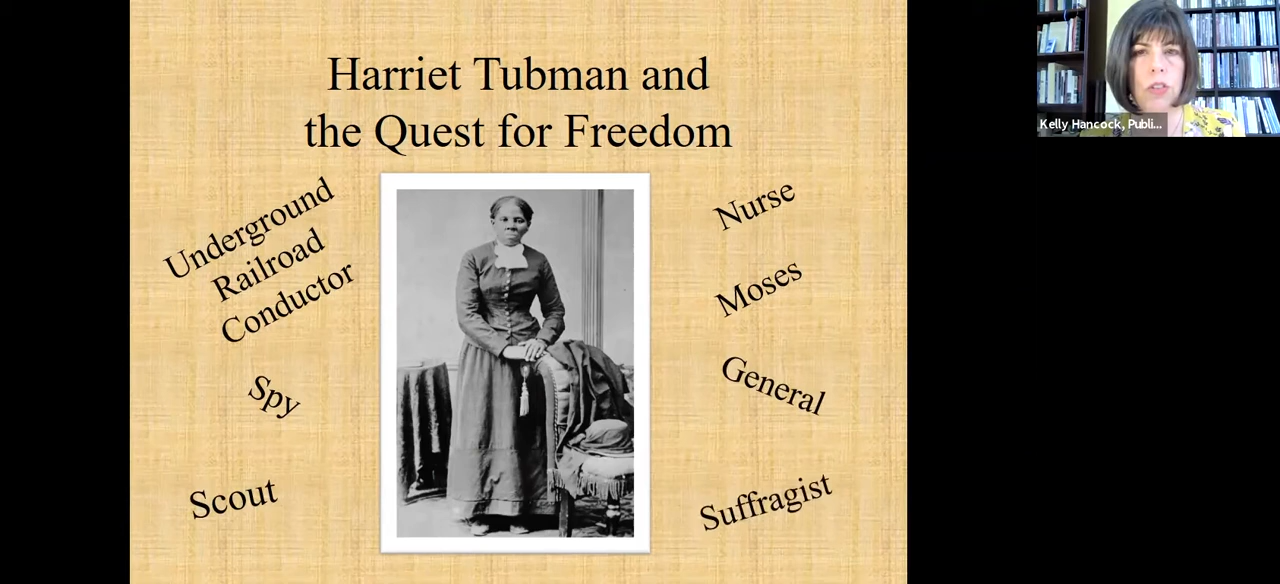 Harriet Tubman and
the Quest for Freedom
Underground
Railroad
Conductor
Spy
Scout
Nurse
Moses
General
Suffragist
Kelly Hancock, Publi...